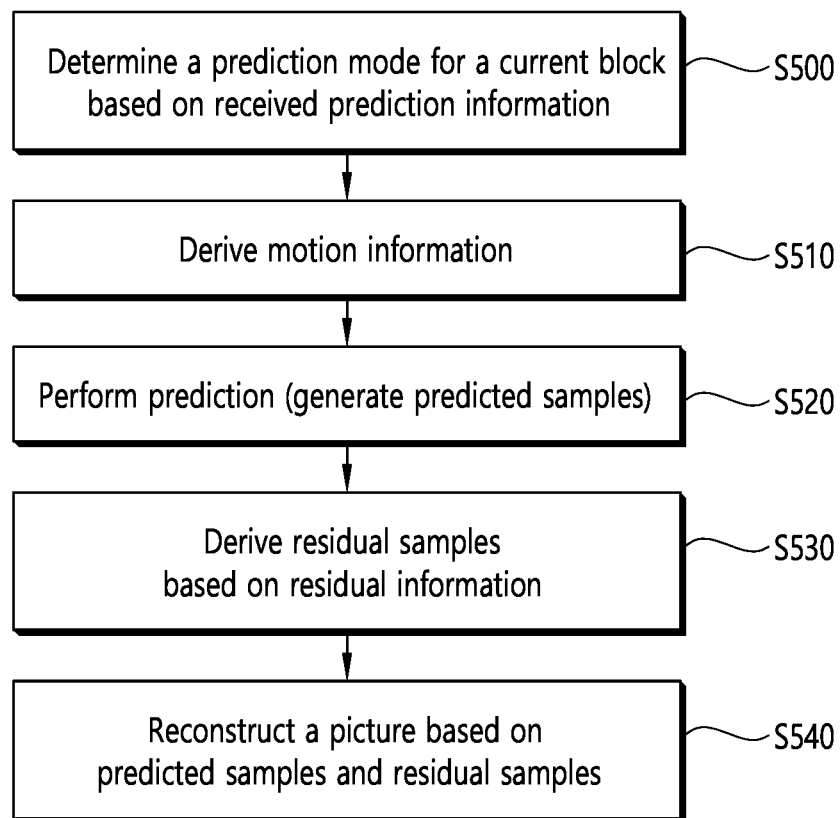 Determine a prediction mode for a current block
based on received prediction information
S500
Derive motion information
S510
Perform prediction (generate predicted samples)
S520
Derive residual samples
based on residual information
S530
Reconstruct a picture based on
predicted samples and residual samples
S540